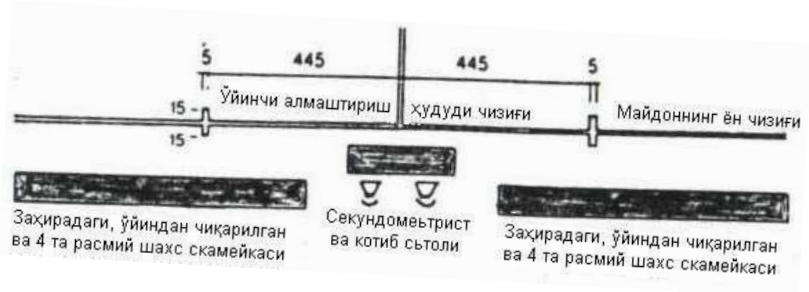 5 445 445 5
Ўйинчи алмаштириш ҳудуди чизиғи Майдоннинг ён чизиғи
15
15
Заҳирадаги, ўйиндан чиқарилган
ва 4 та расмий шахс скамейкаси
Секундомеьтрист
ва котиб сьтоли
Заҳирадаги, ўйиндан чиқарилган
ва 4 та расмий шахс скамейкаси